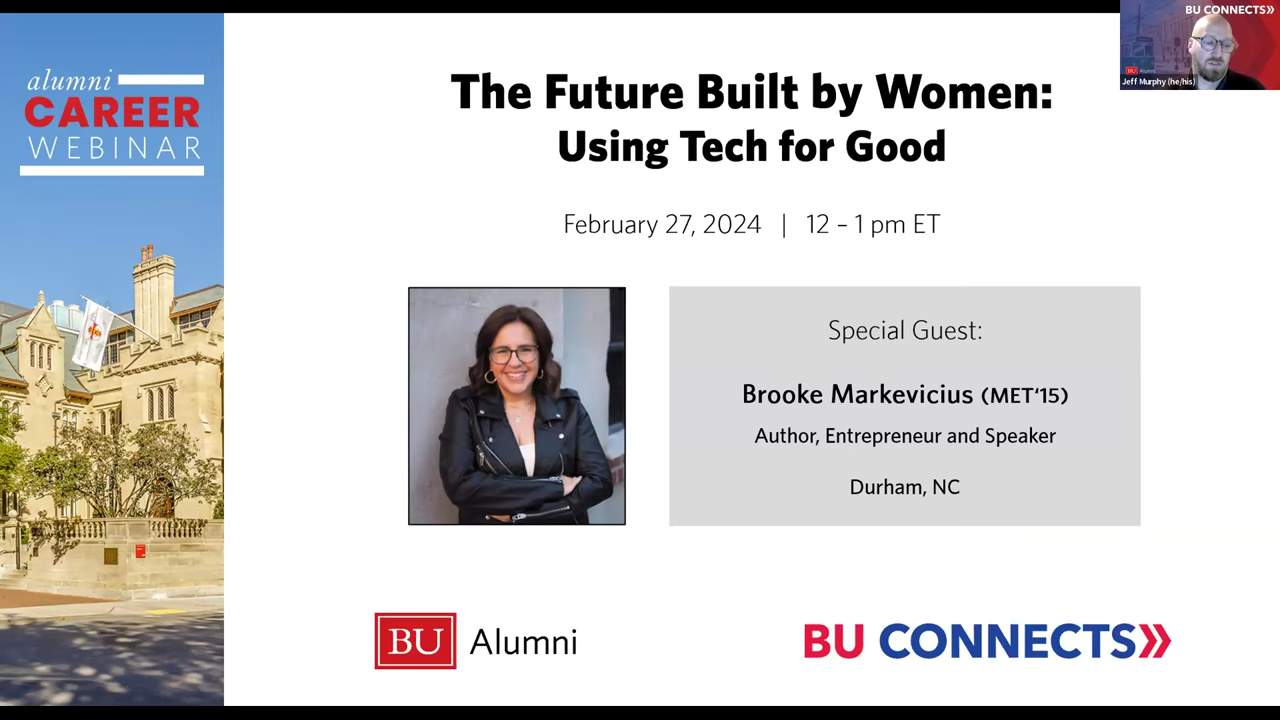 alumni
CAREER
WEBINAR
The Future Built by Women:
Using Tech for Good
February 27, 2024 | 12 – 1 pm ET
Special Guest:
Brooke Markevicius (MET‘15)
Author, Entrepreneur and Speaker
Durham, NC
BU Alumni
BU CONNECTS»
BU CONNECTS»
BU Alumni
Jeff Murphy (he/his)